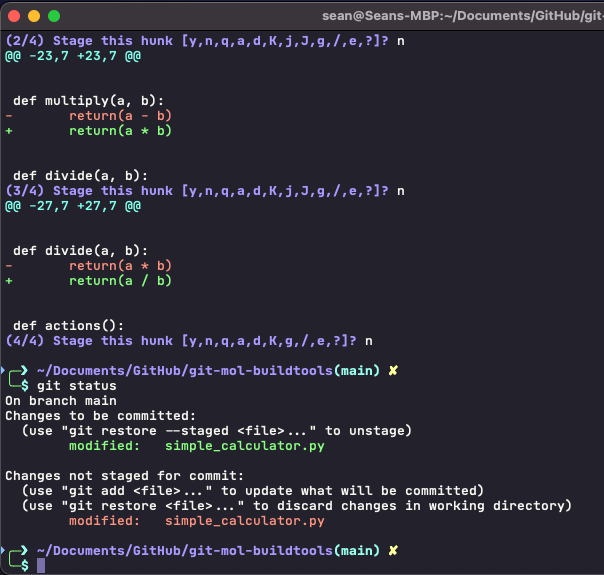 sean@Seans-MBP:~/Documents/GitHub/git-
(2/4) Stage this hunk [y,n,q,a,d,K,j,J,g,/,e,?]? n
@@ -23,7 +23,7 @@
def multiply(a, b):
-       return(a - b)
+       return(a * b)
def divide(a, b):
(3/4) Stage this hunk [y,n,q,a,d,K,j,J,g,/,e,?]? n
@@ -27,7 +27,7 @@
def divide(a, b):
-       return(a * b)
+       return(a / b)
def actions():
(4/4) Stage this hunk [y,n,q,a,d,K,g,/,e,?]? n
~/Documents/GitHub/git-mol-buildtools(main) ✘
$ git status
On branch main
Changes to be committed:
(use "git restore --staged <file>..." to unstage)
modified:   simple_calculator.py
Changes not staged for commit:
(use "git add <file>..." to update what will be committed)
(use "git restore <file>..." to discard changes in working directory)
modified:   simple_calculator.py
~/Documents/GitHub/git-mol-buildtools(main) ✘
$